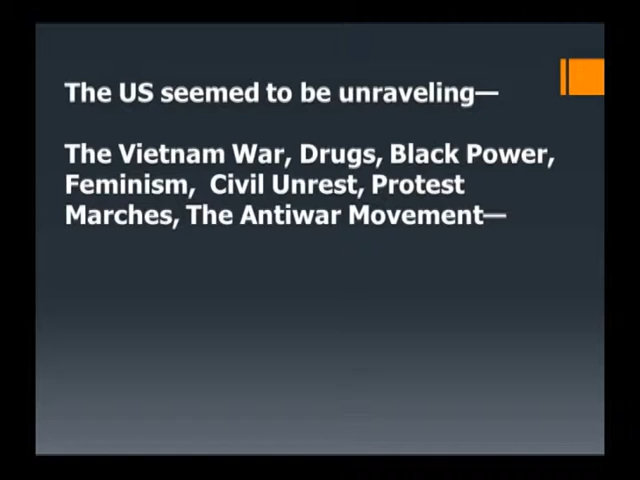 The US seemed to be unraveling—
The Vietnam War, Drugs, Black Power,
Feminism,  Civil Unrest, Protest
Marches, The Antiwar Movement—